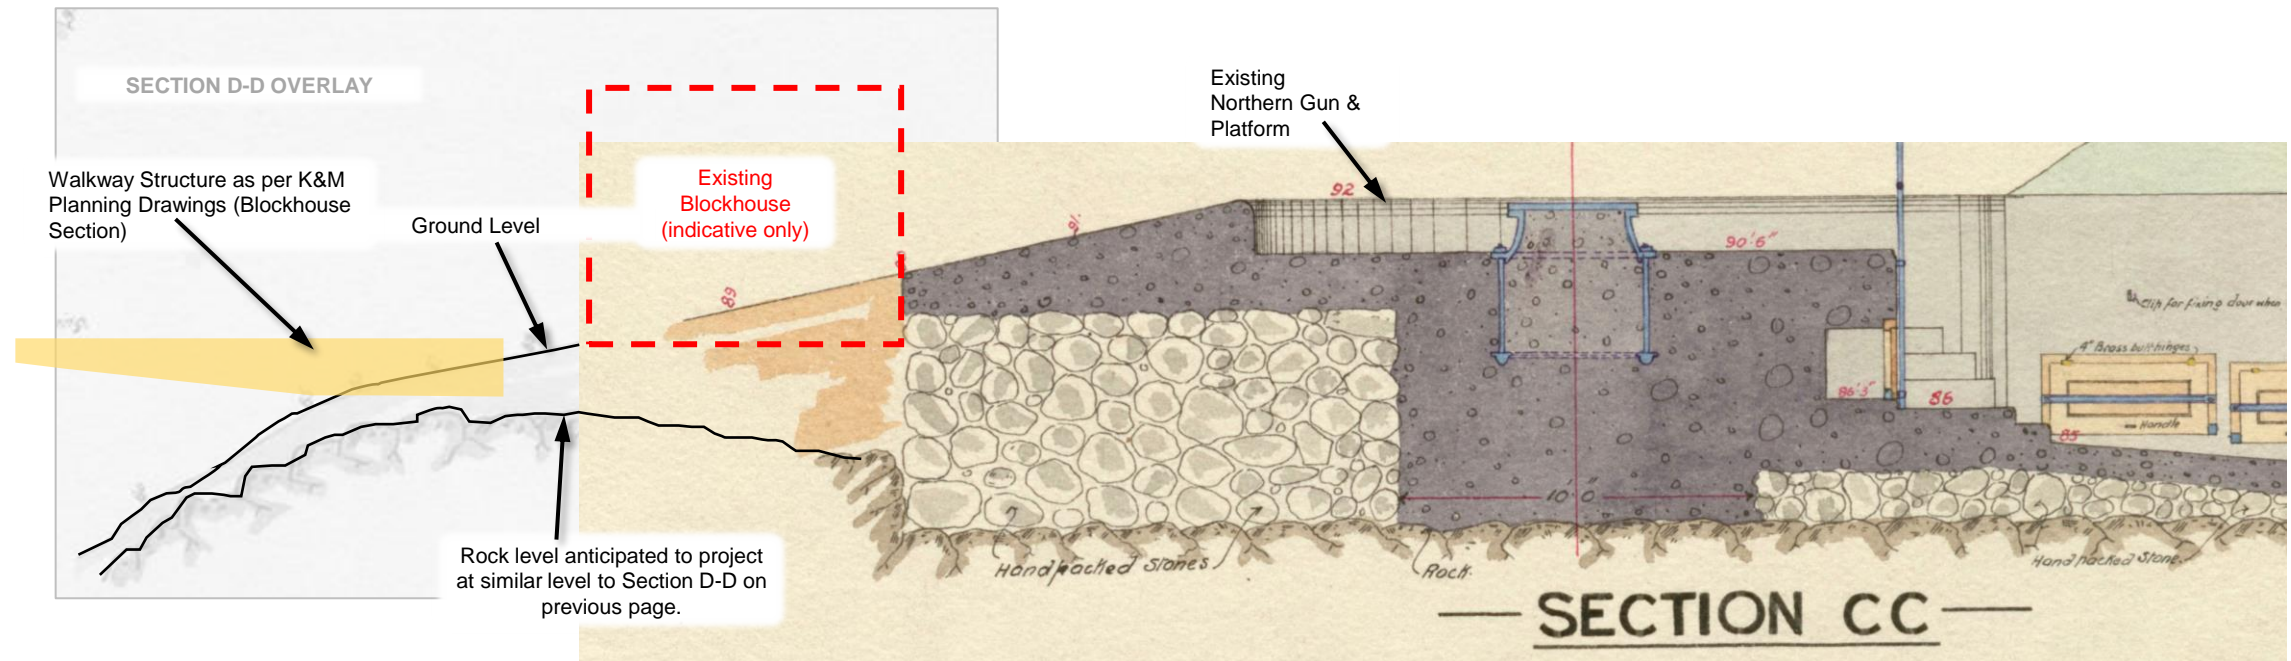 SECTION D-D OVERLAY
Walkway Structure as per K&M
Planning Drawings (Blockhouse
Section)
Ground Level
Existing
Blockhouse
(indicative only)
Existing
Northern Gun &
Platform
Rock level anticipated to project
at similar level to Section D-D on
previous page.
89
91
92
90'6"
Clip for fixing door when
4" Brass butt hinges
86'3"
86
85
Handle
10'0"
Handpacked Stones
Rock.
Hand packed Stone.
SECTION CC